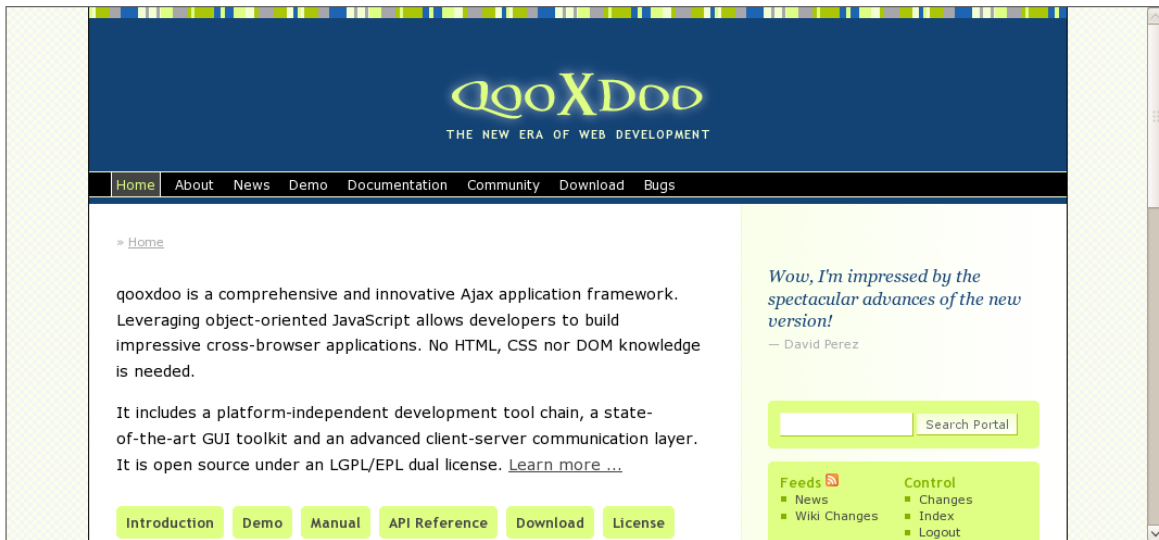 qooXDoo
THE NEW ERA OF WEB DEVELOPMENT
Home About News Demo Documentation Community Download Bugs
» Home
qooxdoo is a comprehensive and innovative Ajax application framework.
Leveraging object-oriented JavaScript allows developers to build
impressive cross-browser applications. No HTML, CSS nor DOM knowledge
is needed.
It includes a platform-independent development tool chain, a state-
of-the-art GUI toolkit and an advanced client-server communication layer.
It is open source under an LGPL/EPL dual license. Learn more ...
Introduction Demo Manual API Reference Download License
Wow, I'm impressed by the
spectacular advances of the new
version!
— David Perez
Search Portal
Feeds
News
Wiki Changes
Control
Changes
Index
Logout